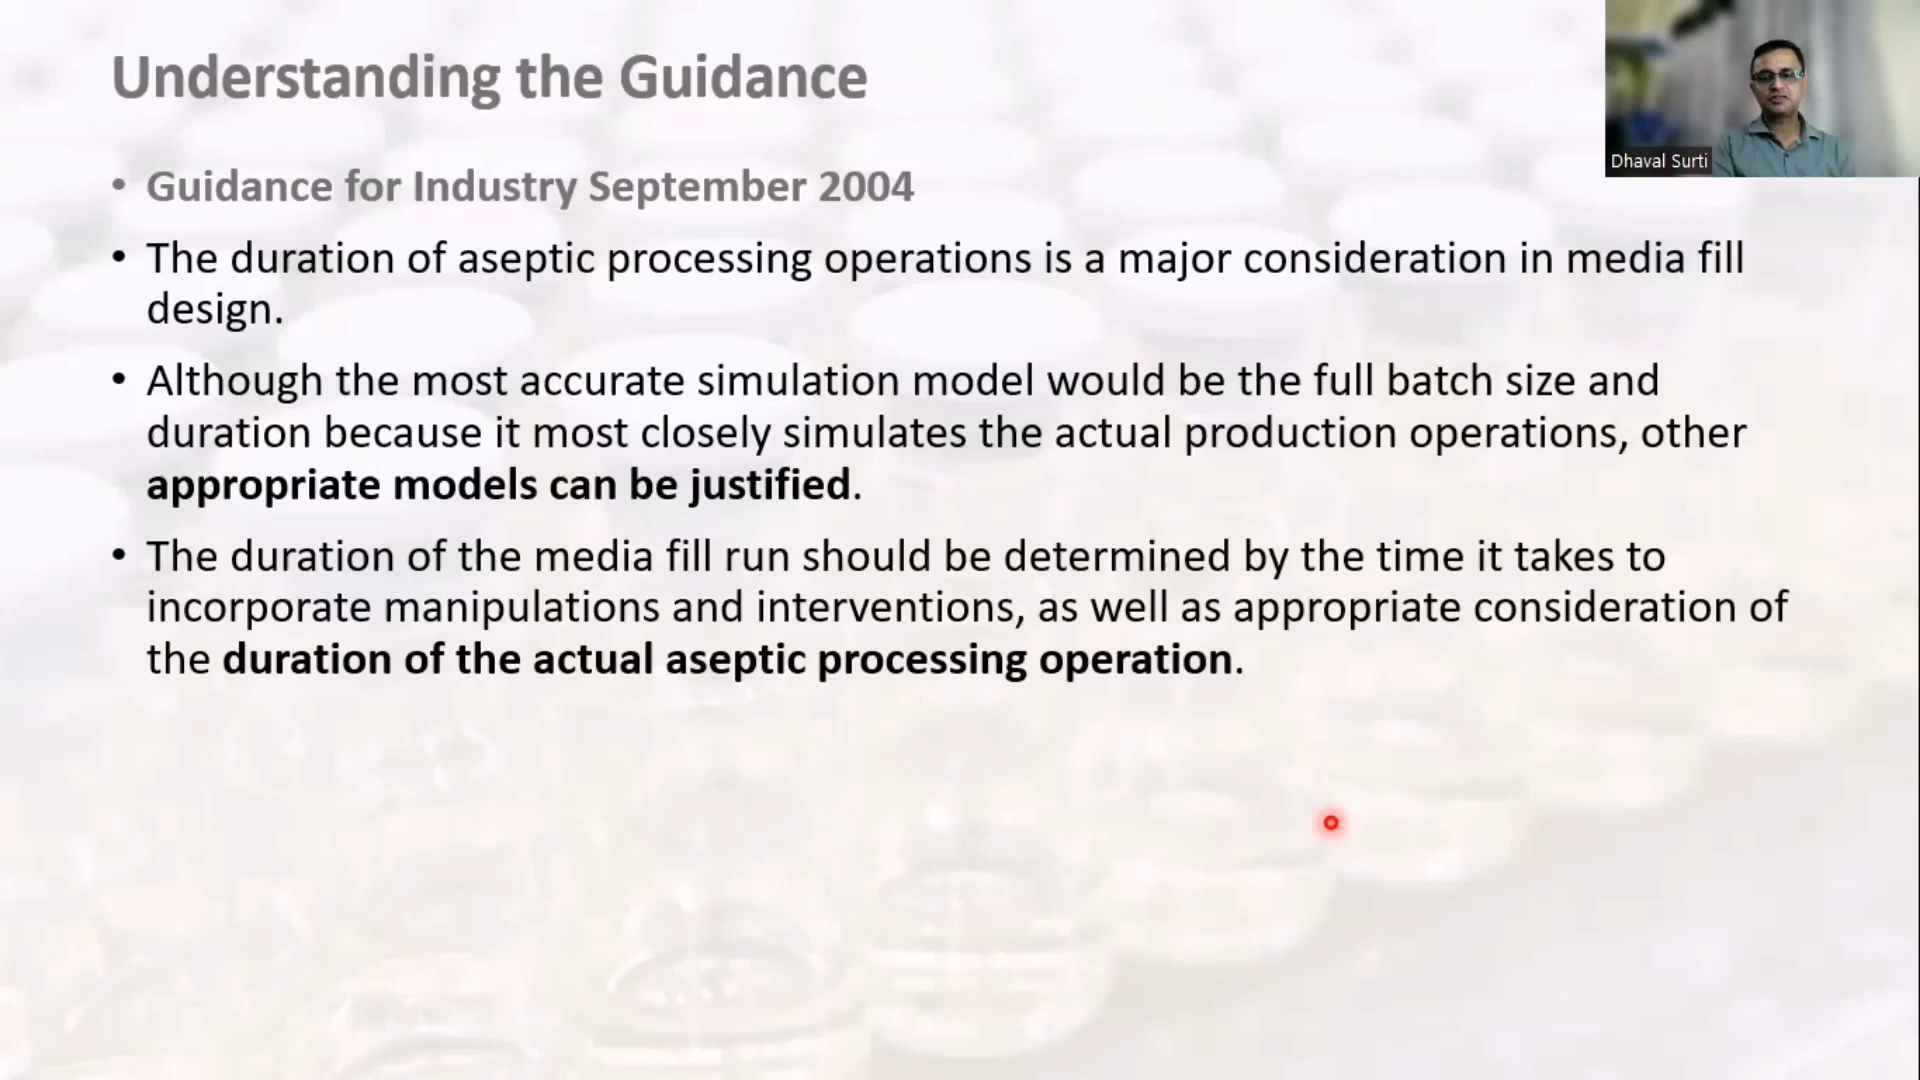 Understanding the Guidance
Dhaval Surti
• Guidance for Industry September 2004
• The duration of aseptic processing operations is a major consideration in media fill
design.
• Although the most accurate simulation model would be the full batch size and
duration because it most closely simulates the actual production operations, other
appropriate models can be justified.
• The duration of the media fill run should be determined by the time it takes to
incorporate manipulations and interventions, as well as appropriate consideration of
the duration of the actual aseptic processing operation.